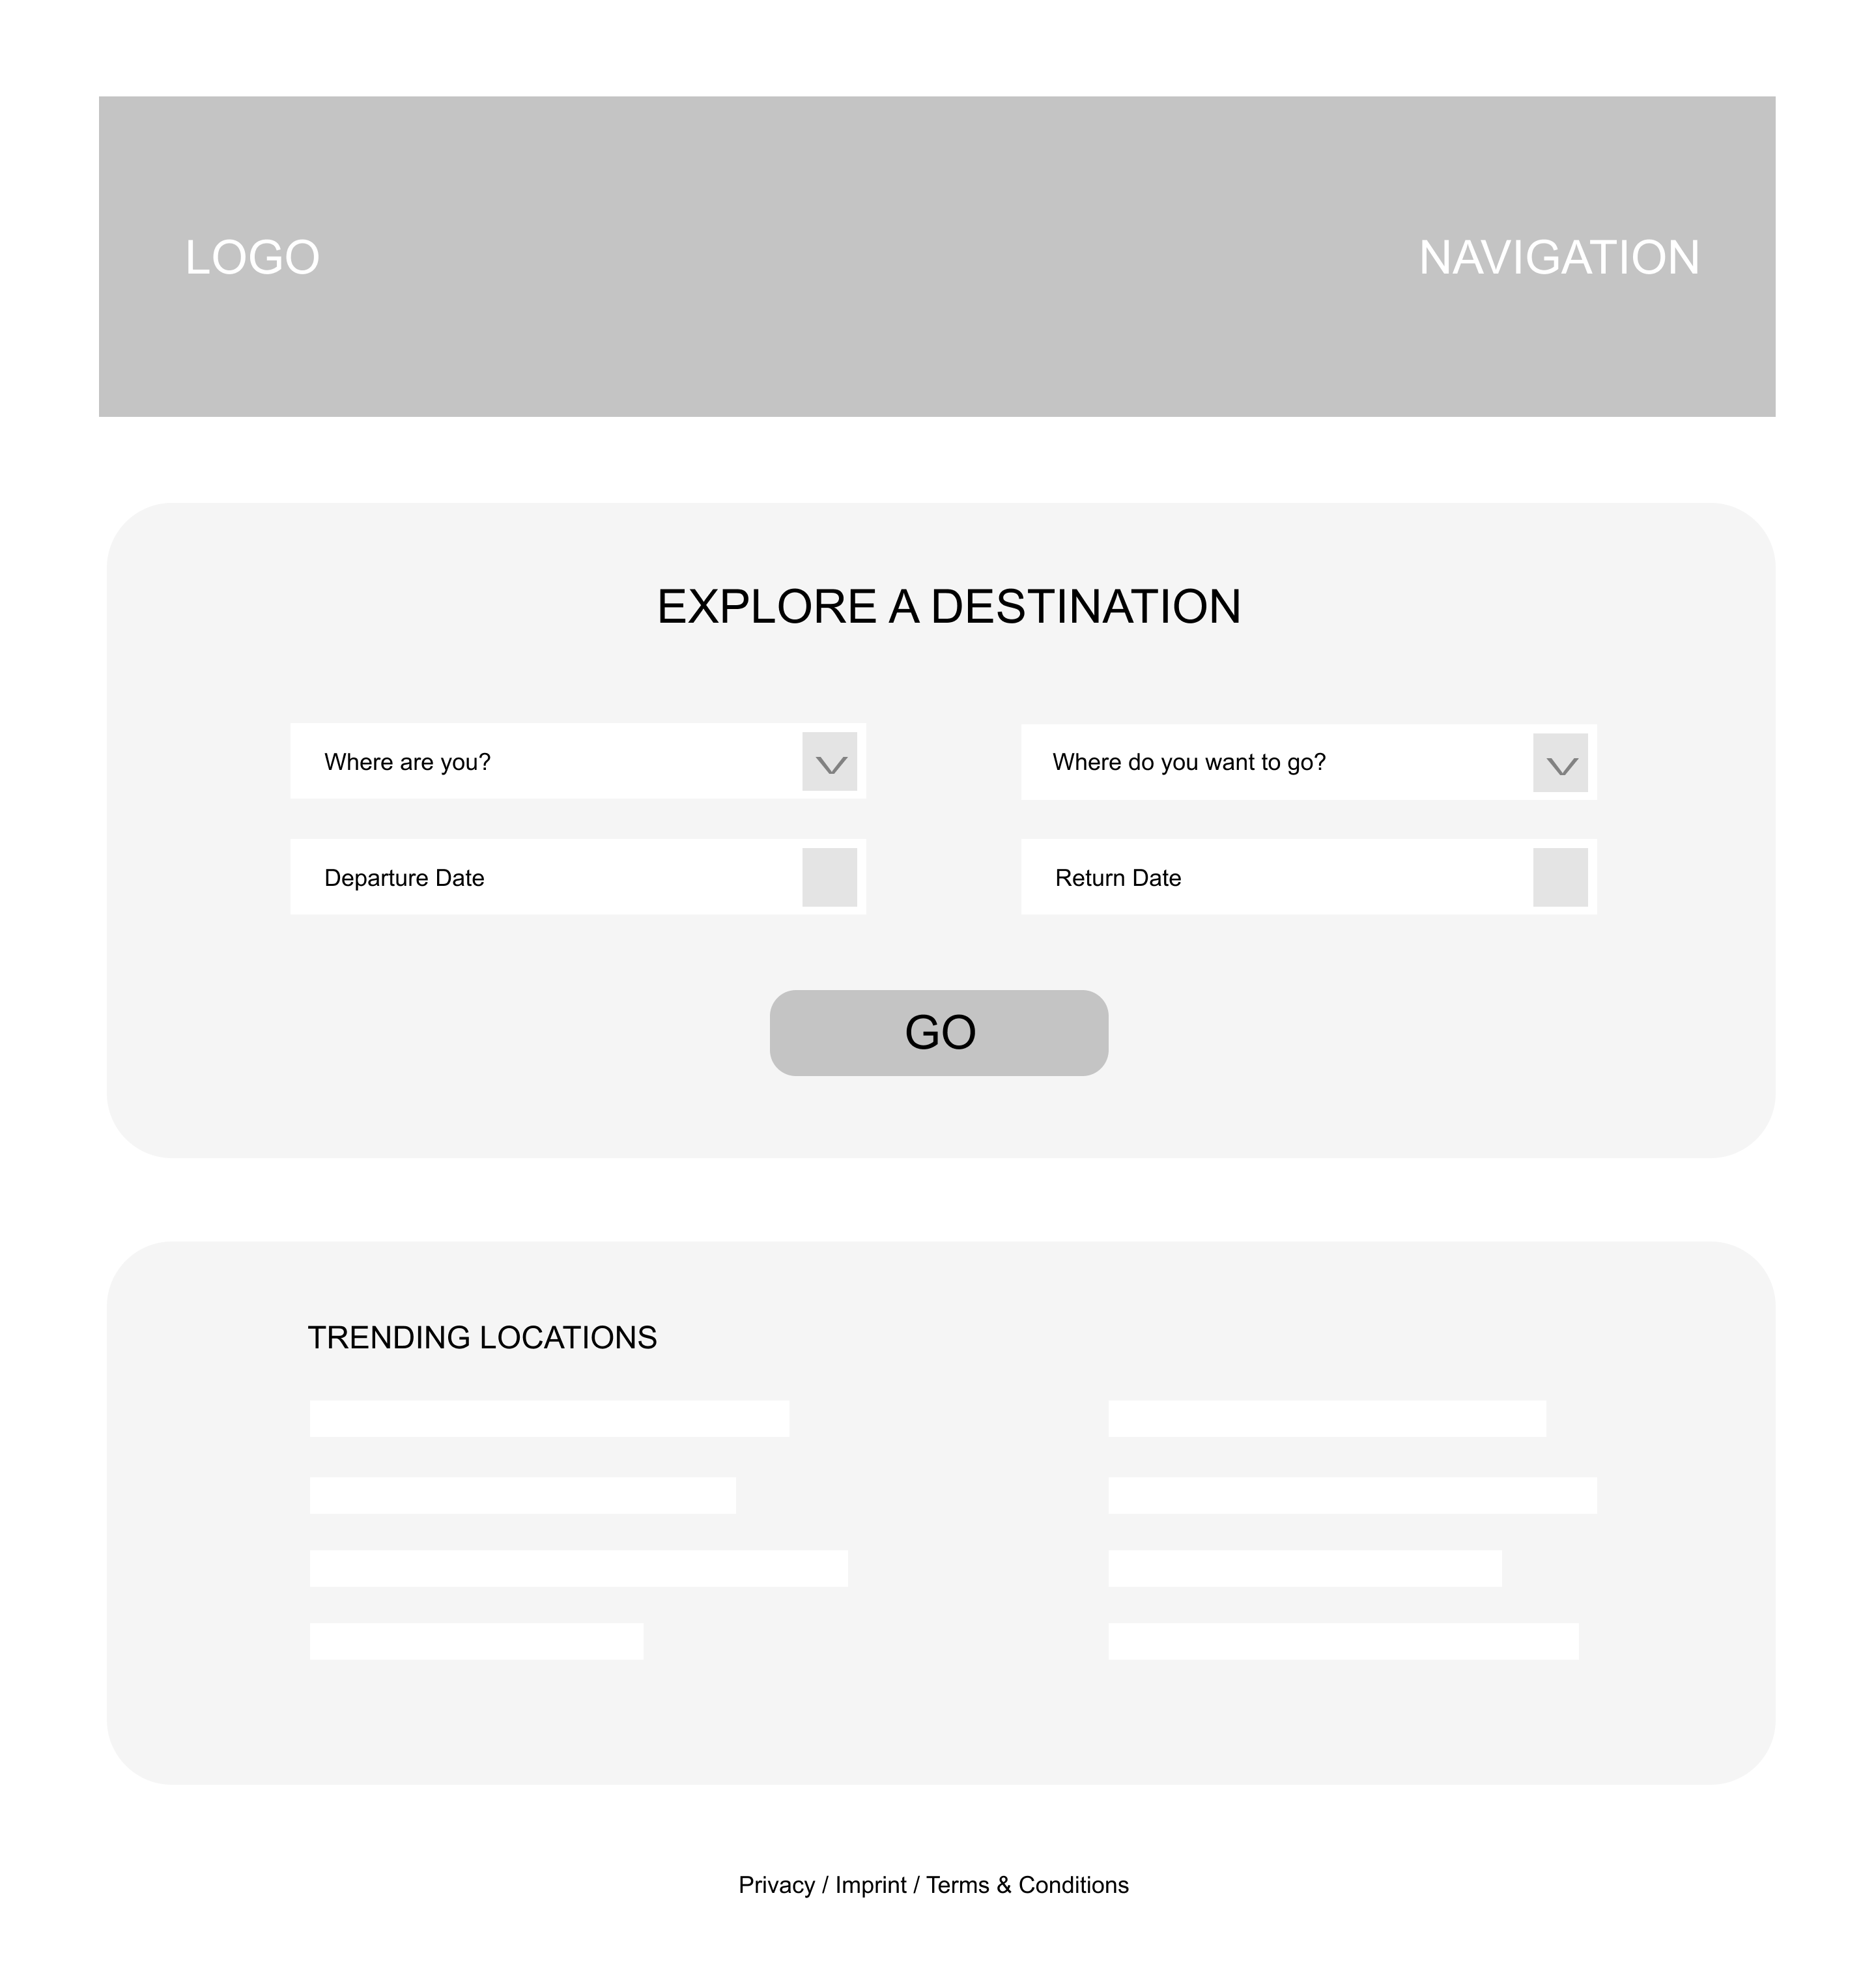 LOGO
NAVIGATION
EXPLORE A DESTINATION
Where are you?
Where do you want to go?
Departure Date
Return Date
GO
TRENDING LOCATIONS
Privacy / Imprint / Terms & Conditions